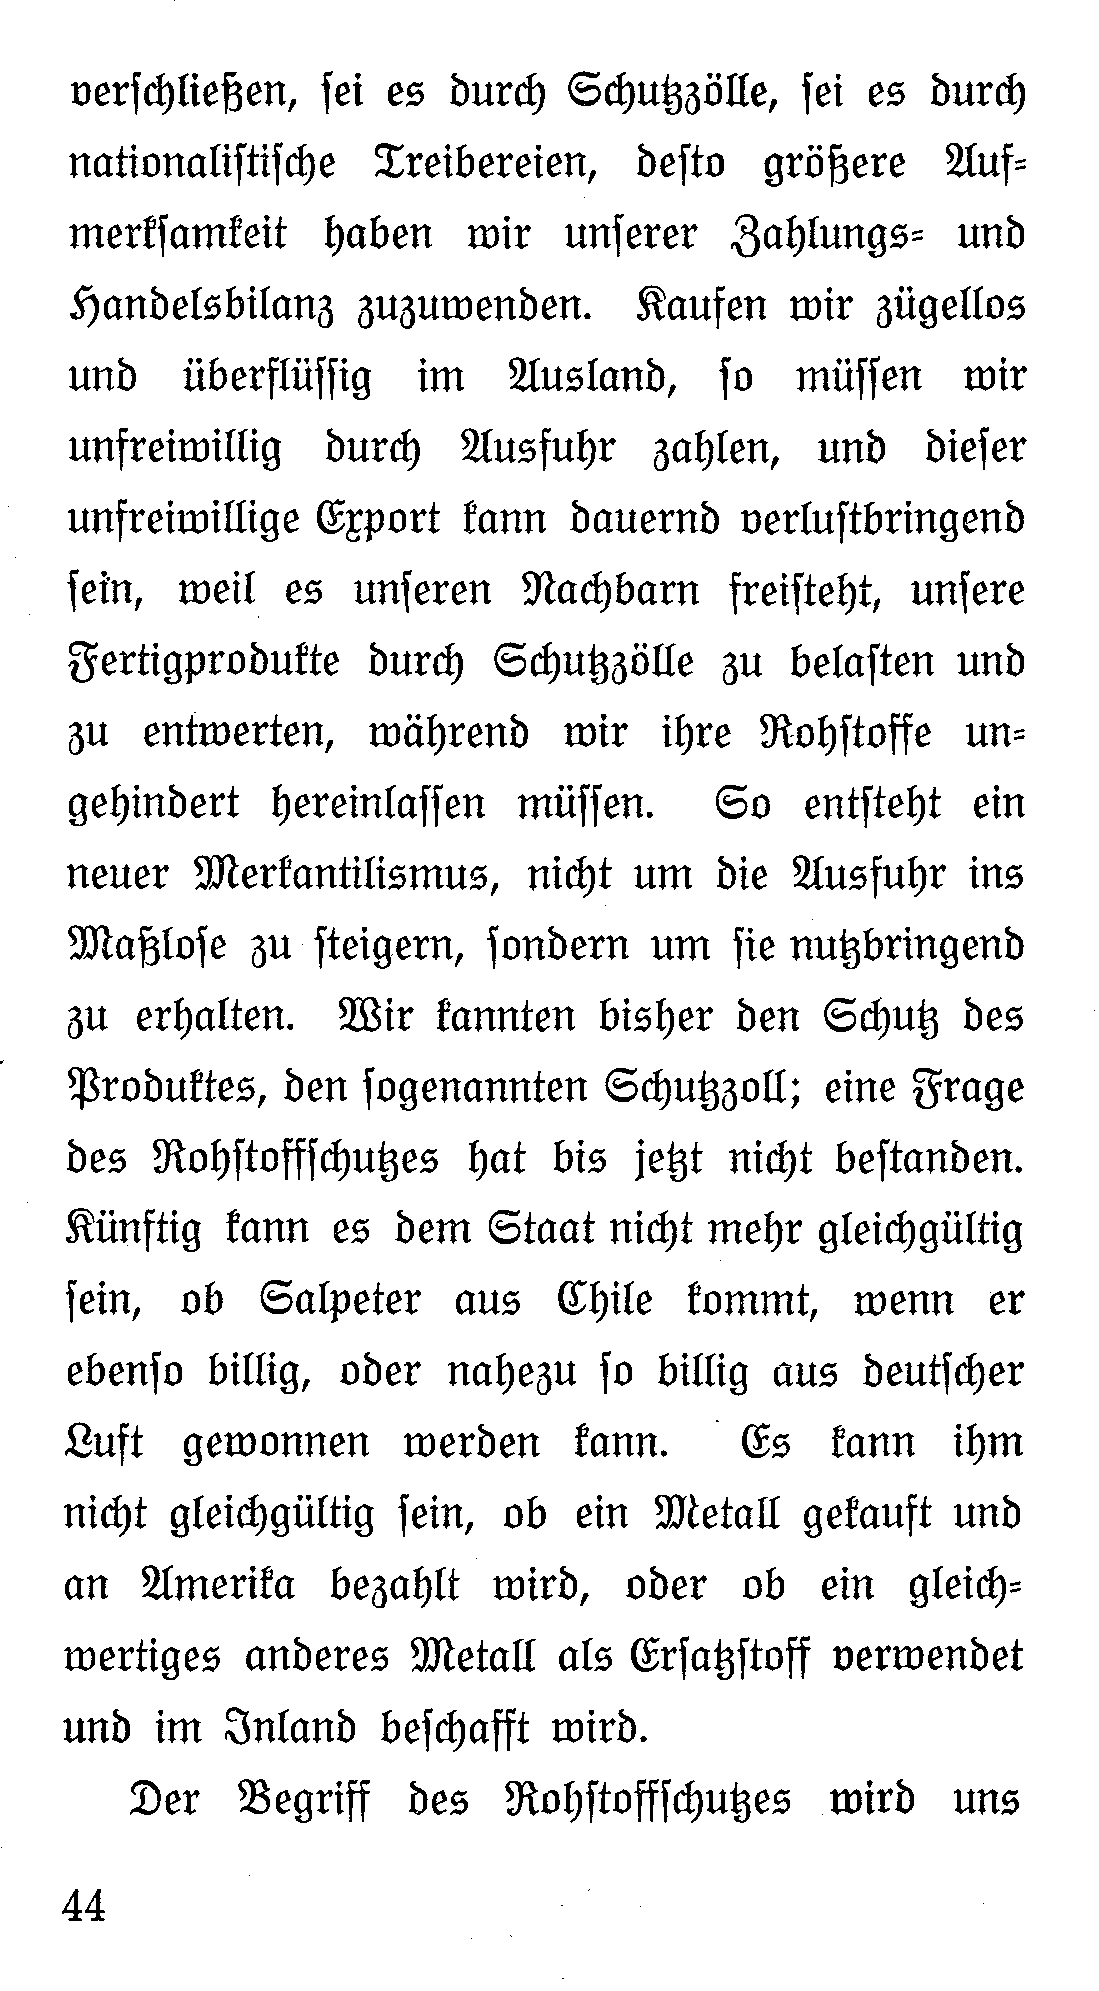 verſchließen, ſei es durch Schutzzölle, ſei es durch
nationaliſtiſche Treibereien, deſto größere Auf⸗
merkſamkeit haben wir unſerer Zahlungs⸗ und
Handelsbilanz zuzuwenden. Kaufen wir zügellos
und überflüſſig im Ausland, ſo müſſen wir
unfreiwillig durch Ausfuhr zahlen, und dieſer
unfreiwillige Export kann dauernd verluſtbringend
ſein, weil es unſeren Nachbarn freiſteht, unſere
Fertigprodukte durch Schutzzölle zu belaſten und
zu entwerten, während wir ihre Rohſtoffe un⸗
gehindert hereinlaſſen müſſen. So entſteht ein
neuer Merkantilismus, nicht um die Ausfuhr ins
Maßloſe zu ſteigern, ſondern um ſie nutzbringend
zu erhalten. Wir kannten bisher den Schutz des
Produktes, den ſogenannten Schutzzoll; eine Frage
des Rohſtoffſchutzes hat bis jetzt nicht beſtanden.
Künftig kann es dem Staat nicht mehr gleichgültig
ſein, ob Salpeter aus Chile kommt, wenn er
ebenſo billig, oder nahezu ſo billig aus deutſcher
Luft gewonnen werden kann. Es kann ihm
nicht gleichgültig ſein, ob ein Metall gekauft und
an Amerika bezahlt wird, oder ob ein gleich⸗
wertiges anderes Metall als Erſatzſtoff verwendet
und im Inland beſchafft wird.
Der Begriff des Rohſtoffſchutzes wird uns
44